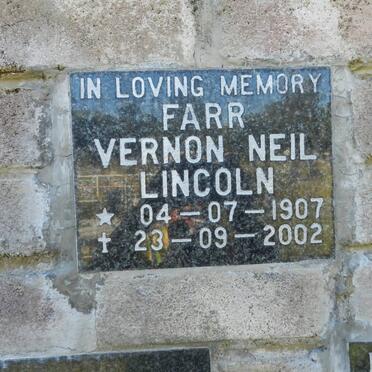 IN LOVING MEMORY
FARR
VERNON NEIL
LINCOLN
☆ 04-07-1907
✝ 23-09-2002